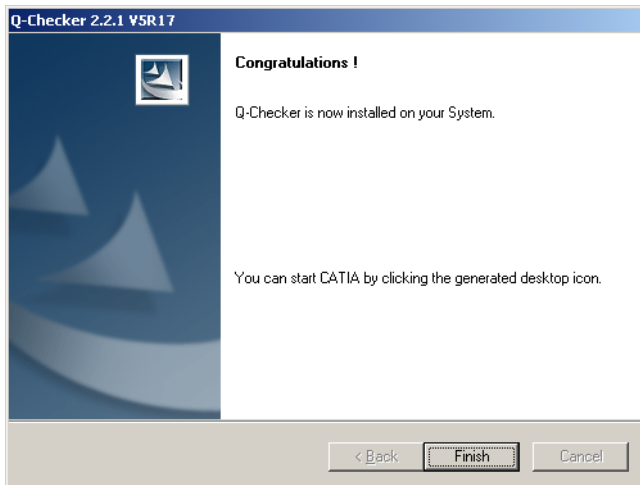 Q-Checker 2.2.1 V5R17
Congratulations !
Q-Checker is now installed on your System.
You can start CATIA by clicking the generated desktop icon.
< Back Finish Cancel